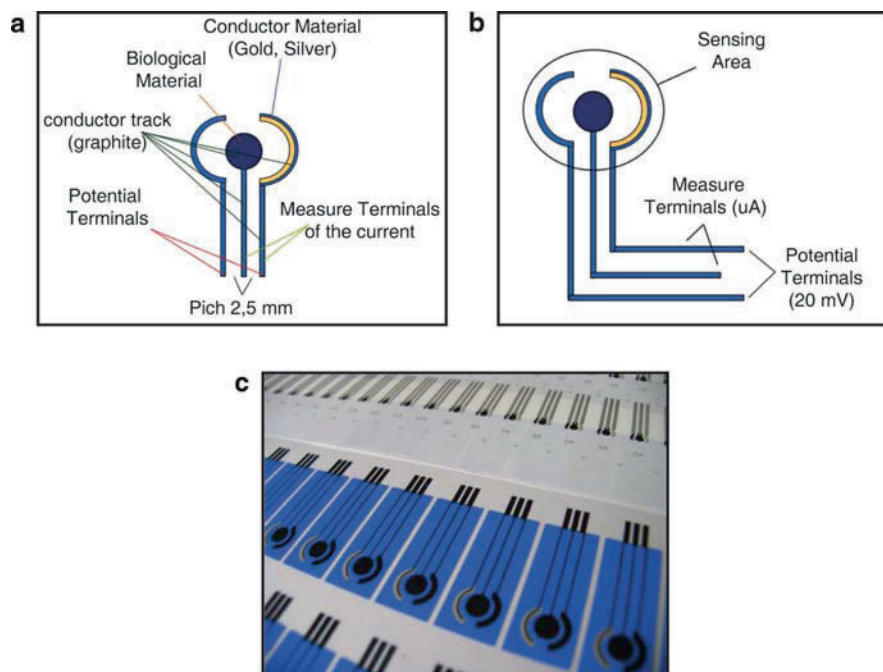 a
Conductor Material
(Gold, Silver)
Biological
Material
conductor track
(graphite)
Potential
Terminals
Measure Terminals
of the current
Pich 2,5 mm
b
Sensing
Area
Measure
Terminals (uA)
Potential
Terminals
(20 mV)
c